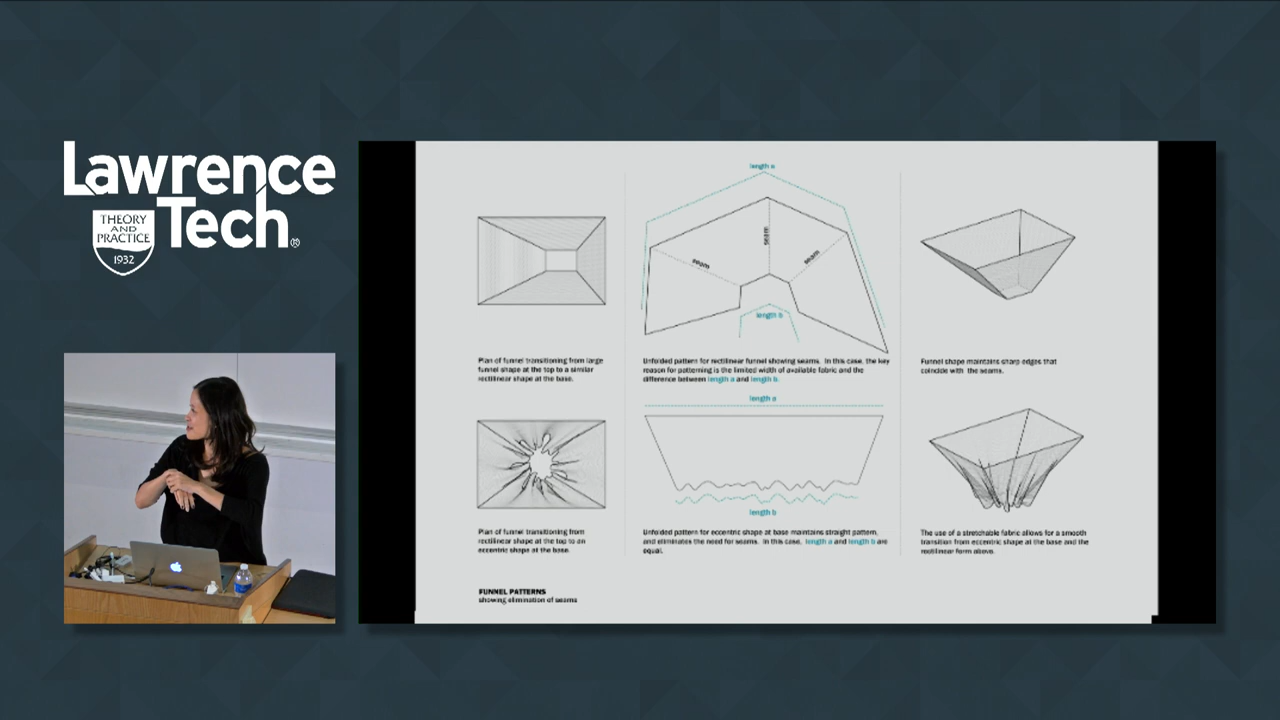 Lawrence
Tech®
THEORY
AND
PRACTICE
1932
length a
seam
seam
seam
length b
Plan of funnel transitioning from large
funnel shape at the top to a similar
rectilinear shape at the base.
Unfolded pattern for rectilinear funnel showing seams. In this case, the key
reason for patterning is the limited width of available fabric and the
difference between length a and length b.
Funnel shape maintains sharp edges that
coincide with the seams.
length a
length b
Plan of funnel transitioning from
rectilinear shape at the top to an
eccentric shape at the base.
Unfolded pattern for eccentric shape at base maintains straight pattern,
and eliminates the need for seams. In this case, length a and length b are
equal.
The use of a stretchable fabric allows for a smooth
transition from eccentric shape at the base and the
rectilinear form above.
FUNNEL PATTERNS
showing elimination of seams